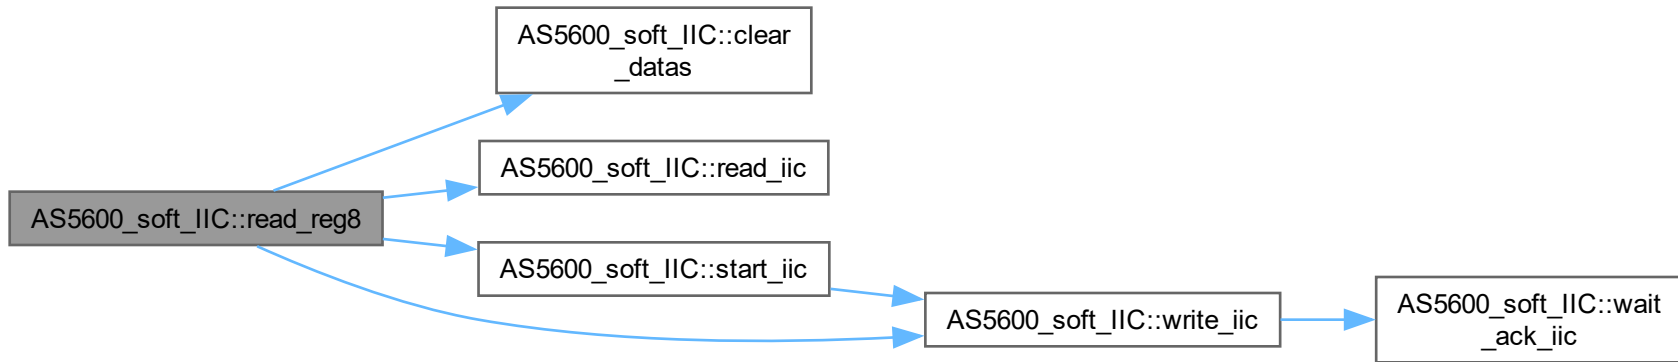 AS5600_soft_IIC::clear
_datas
AS5600_soft_IIC::read_iic
AS5600_soft_IIC::read_reg8
AS5600_soft_IIC::start_iic
AS5600_soft_IIC::write_iic
AS5600_soft_IIC::wait
_ack_iic